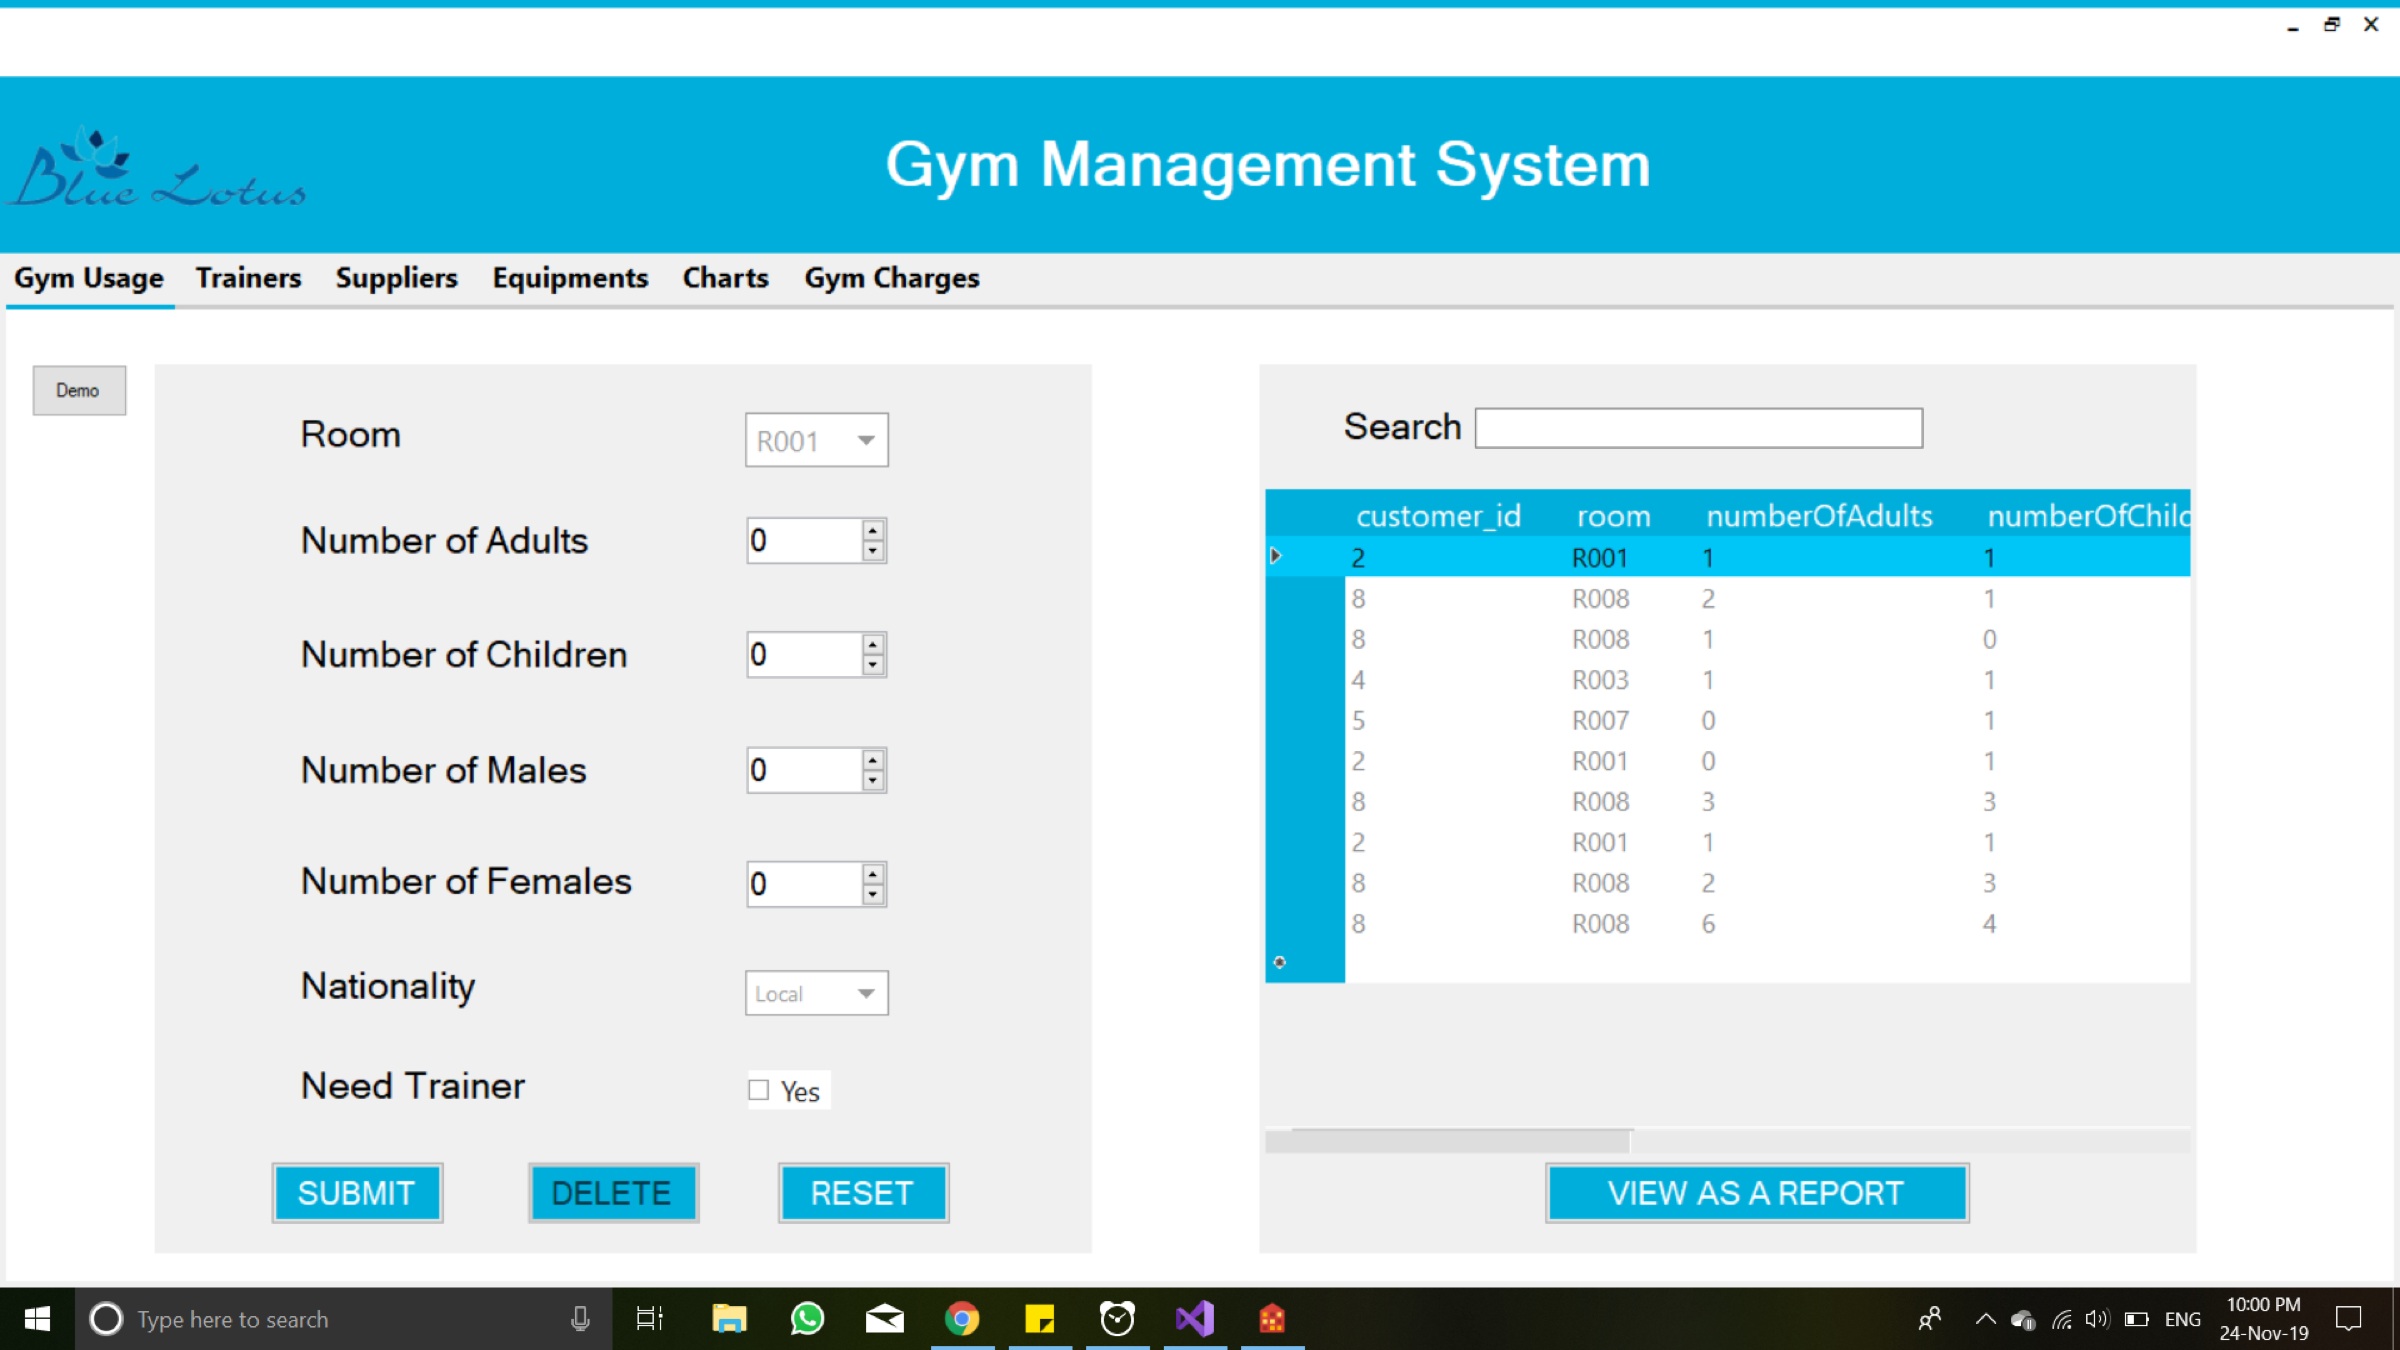 Blue Lotus
Gym Management System
Gym Usage Trainers Suppliers Equipments Charts Gym Charges
Demo
Room R001
Number of Adults 0
Number of Children 0
Number of Males 0
Number of Females 0
Nationality Local
Need Trainer Yes
SUBMIT DELETE RESET
Search
customer_id room numberOfAdults numberOfChilc
2 R001 1 1
8 R008 2 1
8 R008 1 0
4 R003 1 1
5 R007 0 1
2 R001 0 1
8 R008 3 3
2 R001 1 1
8 R008 2 3
8 R008 6 4
VIEW AS A REPORT
Type here to search
ENG
10:00 PM
24-Nov-19